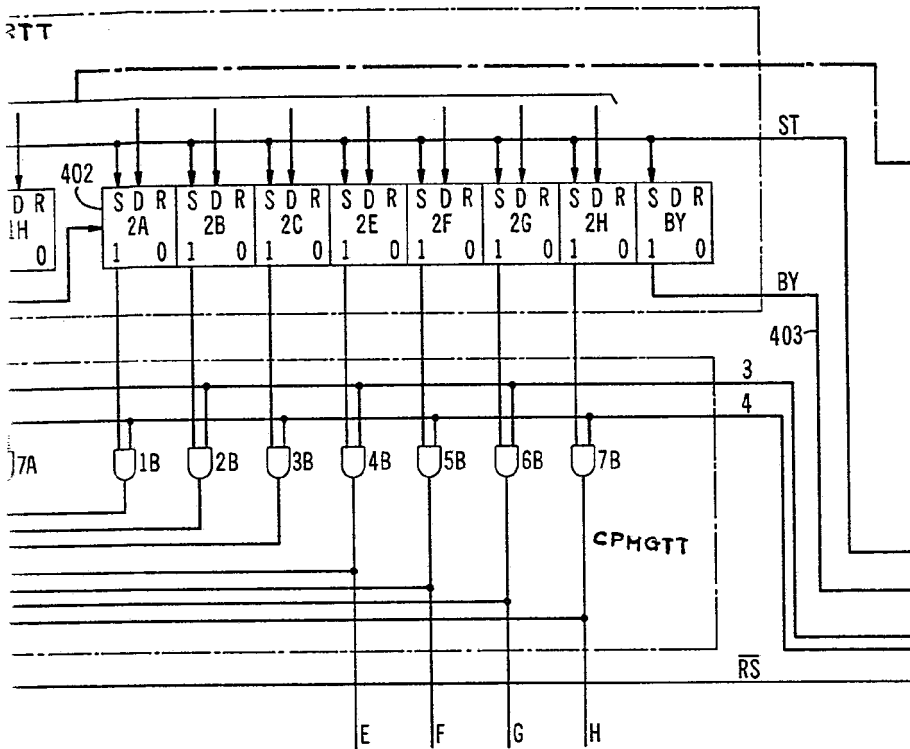 RTT
ST
402
D R S D R S D R S D R S D R S D R S D R S D R S D R
1H 2A 2B 2C 2E 2F 2G 2H BY
0 1 0 1 0 1 0 1 0 1 0 1 0 1 0 1 0
BY
403
3
4
7A 1B 2B 3B 4B 5B 6B 7B
CPMGTT
RS
E F G H